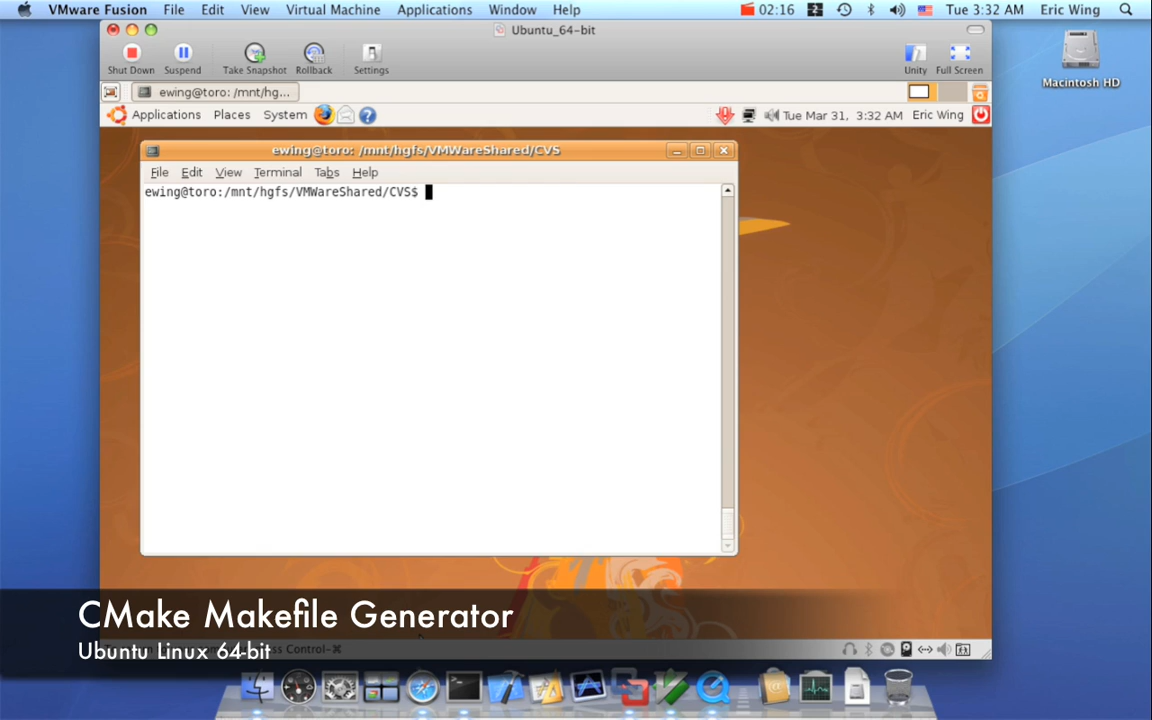 VMware Fusion File Edit View Virtual Machine Applications Window Help 02:16 Tue 3:32 AM Eric Wing
Ubuntu_64-bit
Shut Down Suspend Take Snapshot Rollback Settings Unity Full Screen
Macintosh HD
ewing@toro: /mnt/hg...
Applications Places System Tue Mar 31, 3:32 AM Eric Wing
ewing@toro: /mnt/hgfs/VMWareShared/CVS
File Edit View Terminal Tabs Help
ewing@toro:/mnt/hgfs/VMWareShared/CVS$
CMake Makefile Generator
Ubuntu Linux 64-bit
Control-⌘